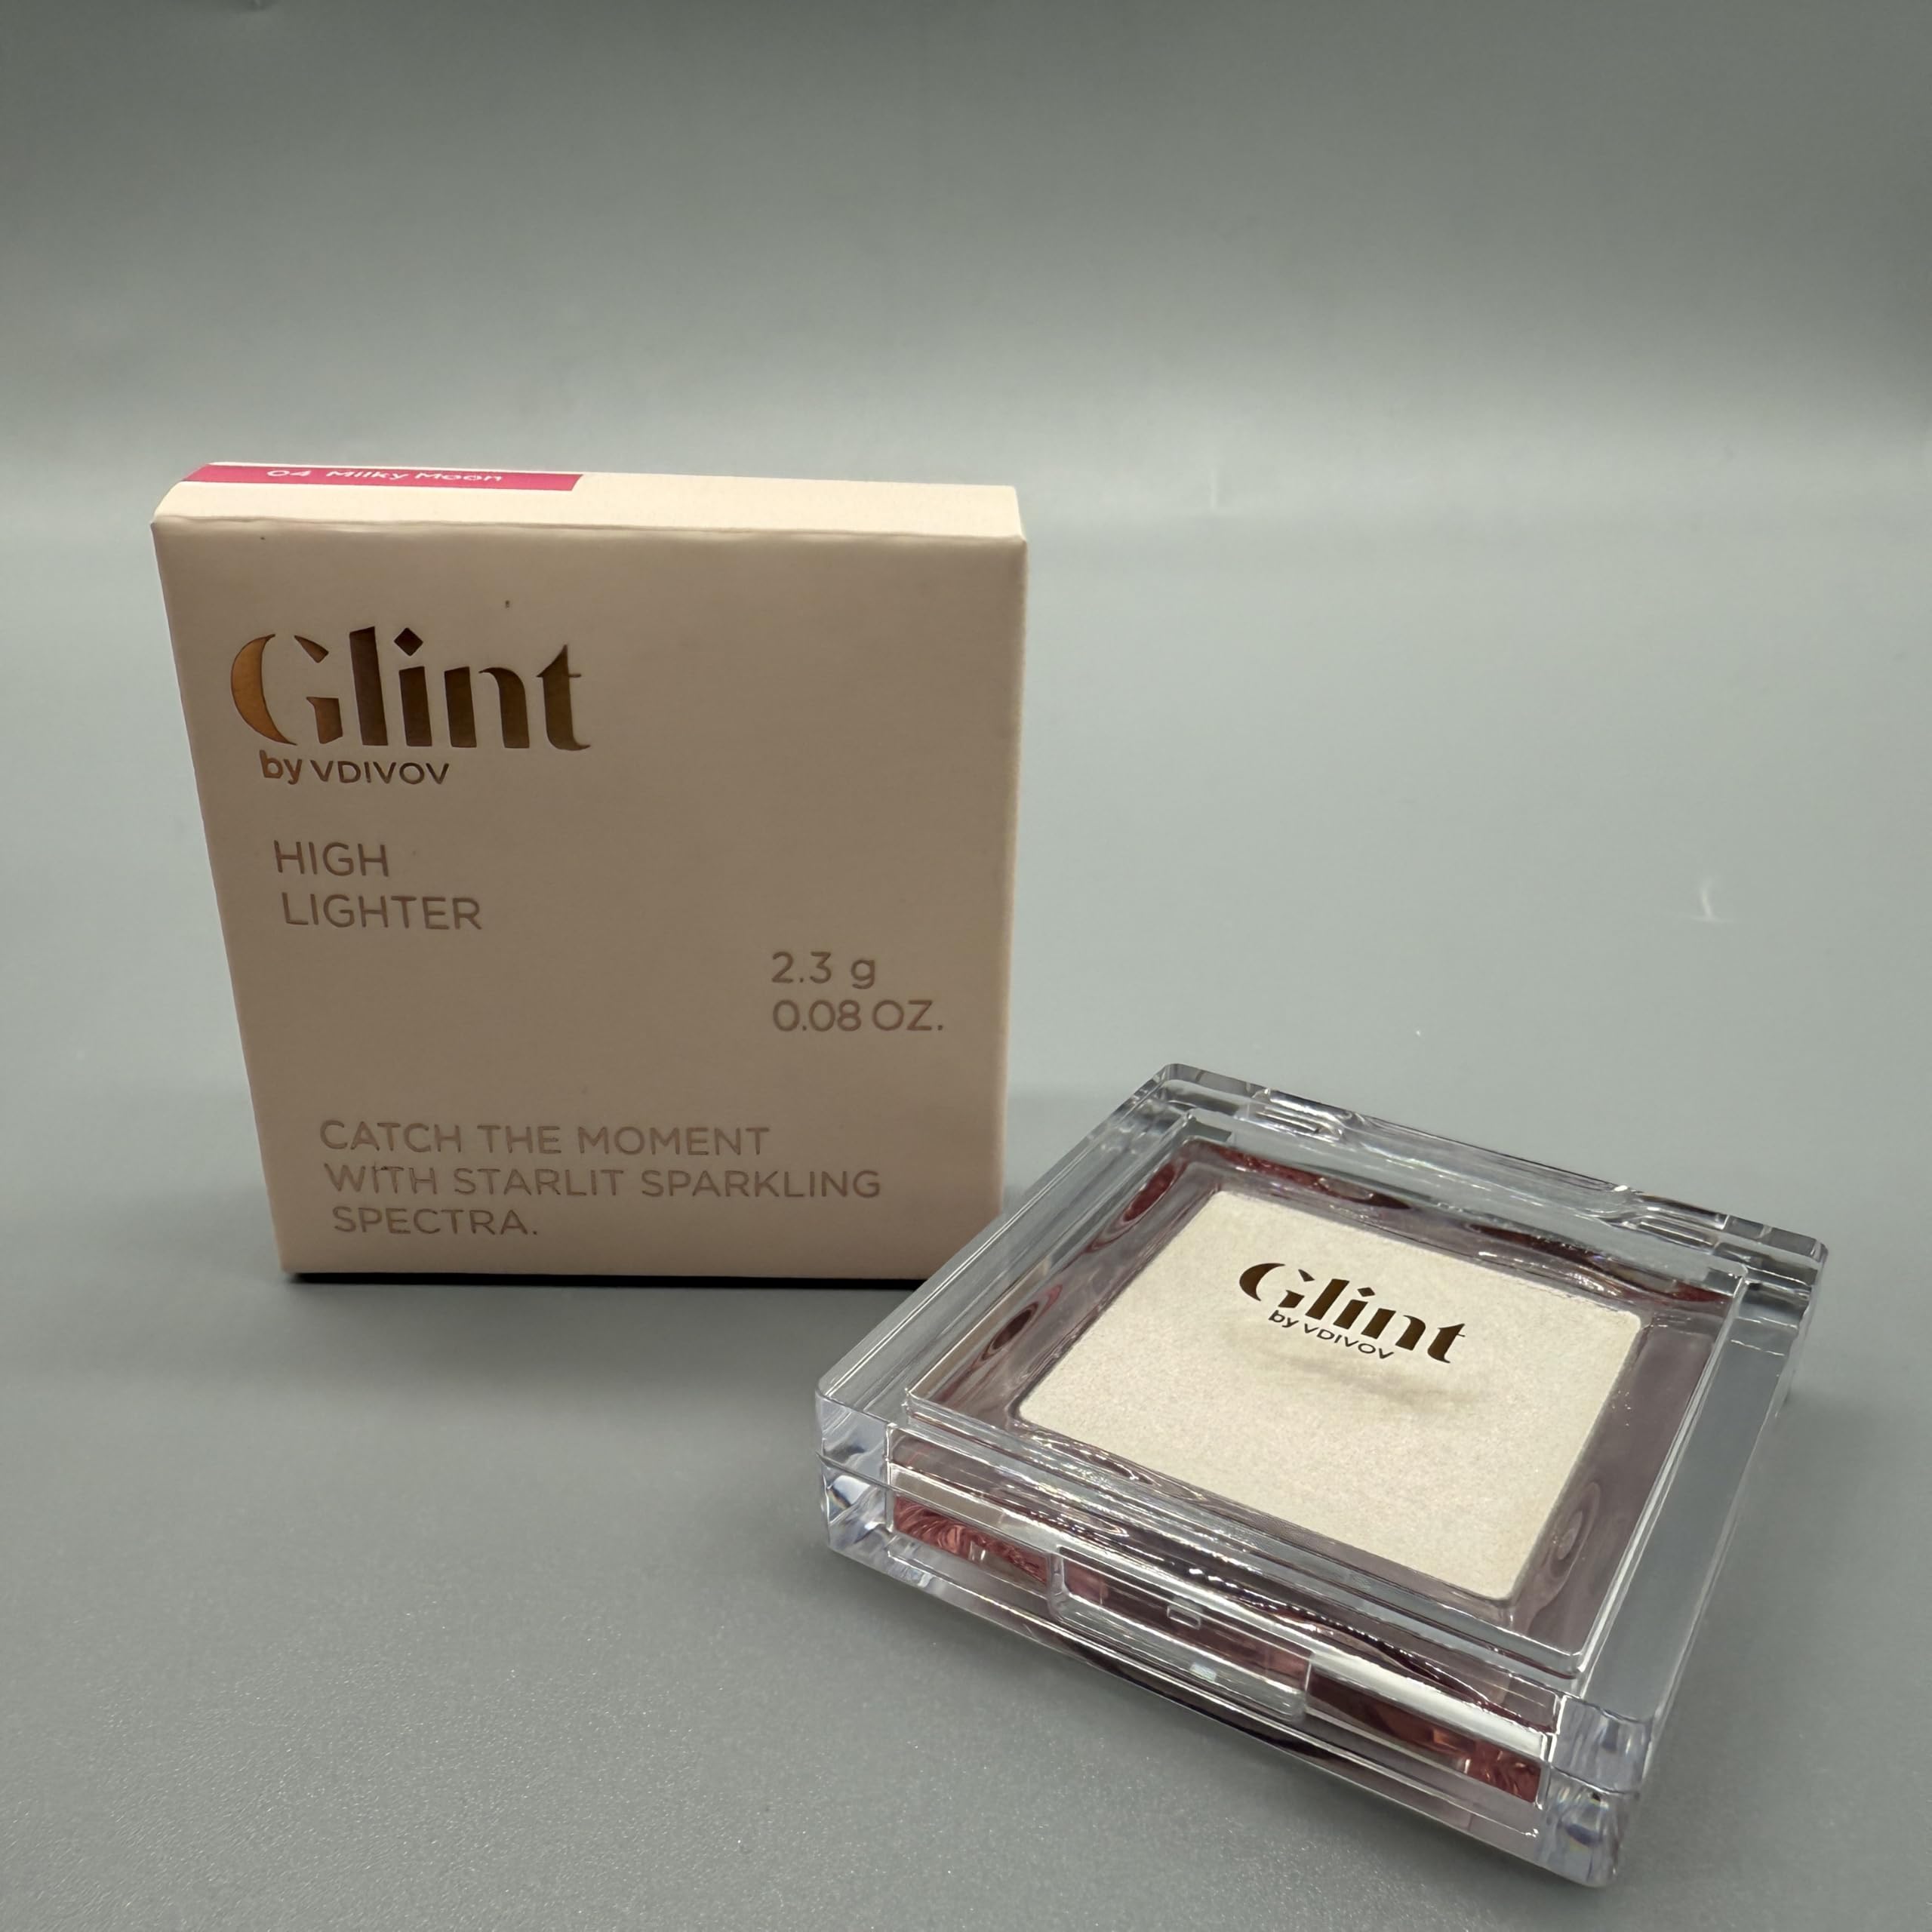 04 Milky Moon
Glint
by VDIVOV
HIGH
LIGHTER
2.3 g
0.08 OZ.
CATCH THE MOMENT
WITH STARLIT SPARKLING
SPECTRA.
Glint
by VDIVOV